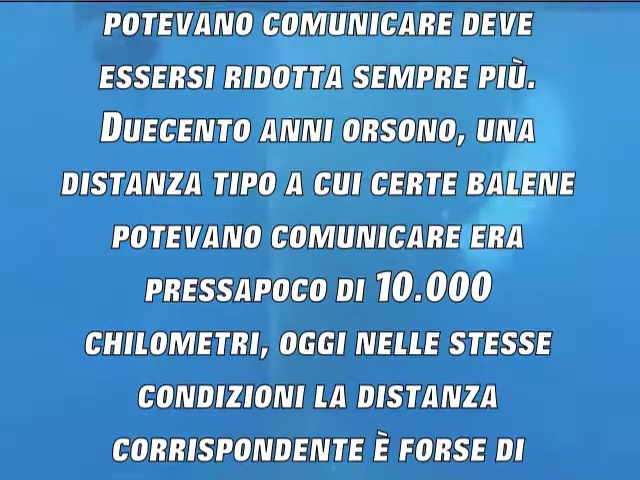 POTEVANO COMUNICARE DEVE
ESSERSI RIDOTTA SEMPRE PIÙ.
DUECENTO ANNI ORSONO, UNA
DISTANZA TIPO A CUI CERTE BALENE
POTEVANO COMUNICARE ERA
PRESSAPOCO DI 10.000
CHILOMETRI, OGGI NELLE STESSE
CONDIZIONI LA DISTANZA
CORRISPONDENTE È FORSE DI